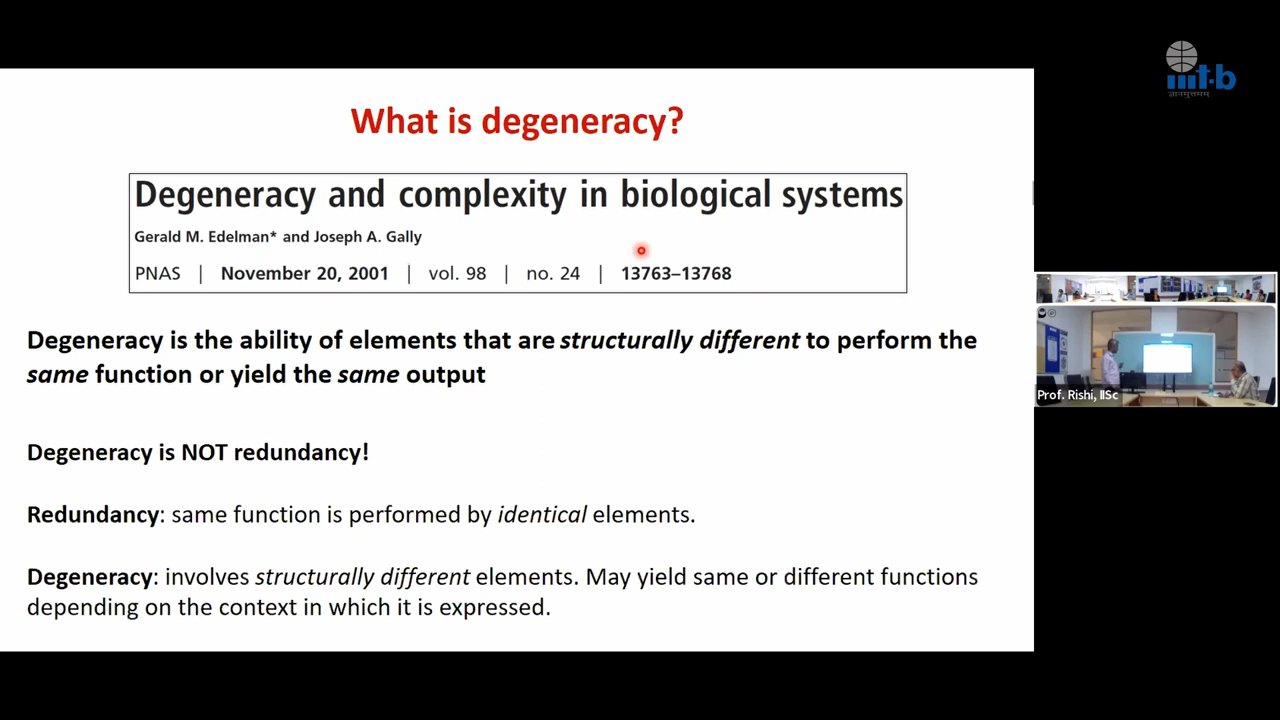 iiit-b
ज्ञानमुत्तमम्
What is degeneracy?
Degeneracy and complexity in biological systems
Gerald M. Edelman* and Joseph A. Gally
PNAS | November 20, 2001 | vol. 98 | no. 24 | 13763–13768
Degeneracy is the ability of elements that are structurally different to perform the
same function or yield the same output
Degeneracy is NOT redundancy!
Redundancy: same function is performed by identical elements.
Degeneracy: involves structurally different elements. May yield same or different functions
depending on the context in which it is expressed.
Prof. Rishi, IISc